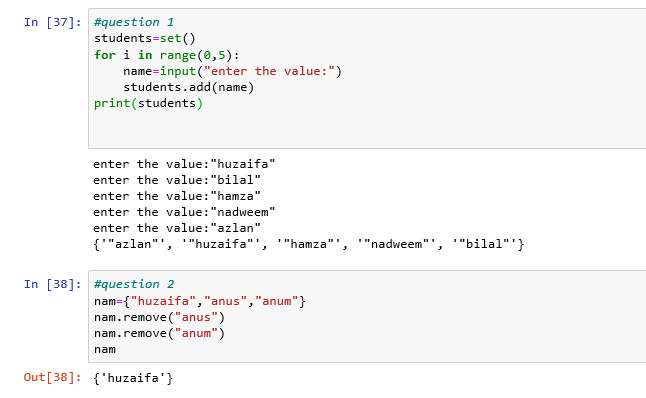 In [37]: #question 1
students=set()
for i in range(0,5):
    name=input("enter the value:")
    students.add(name)
print(students)
enter the value:"huzaifa"
enter the value:"bilal"
enter the value:"hamza"
enter the value:"nadweem"
enter the value:"azlan"
{'"azlan"', '"huzaifa"', '"hamza"', '"nadweem"', '"bilal"'}
In [38]: #question 2
nam={"huzaifa","anus","anum"}
nam.remove("anus")
nam.remove("anum")
nam
Out[38]: {'huzaifa'}